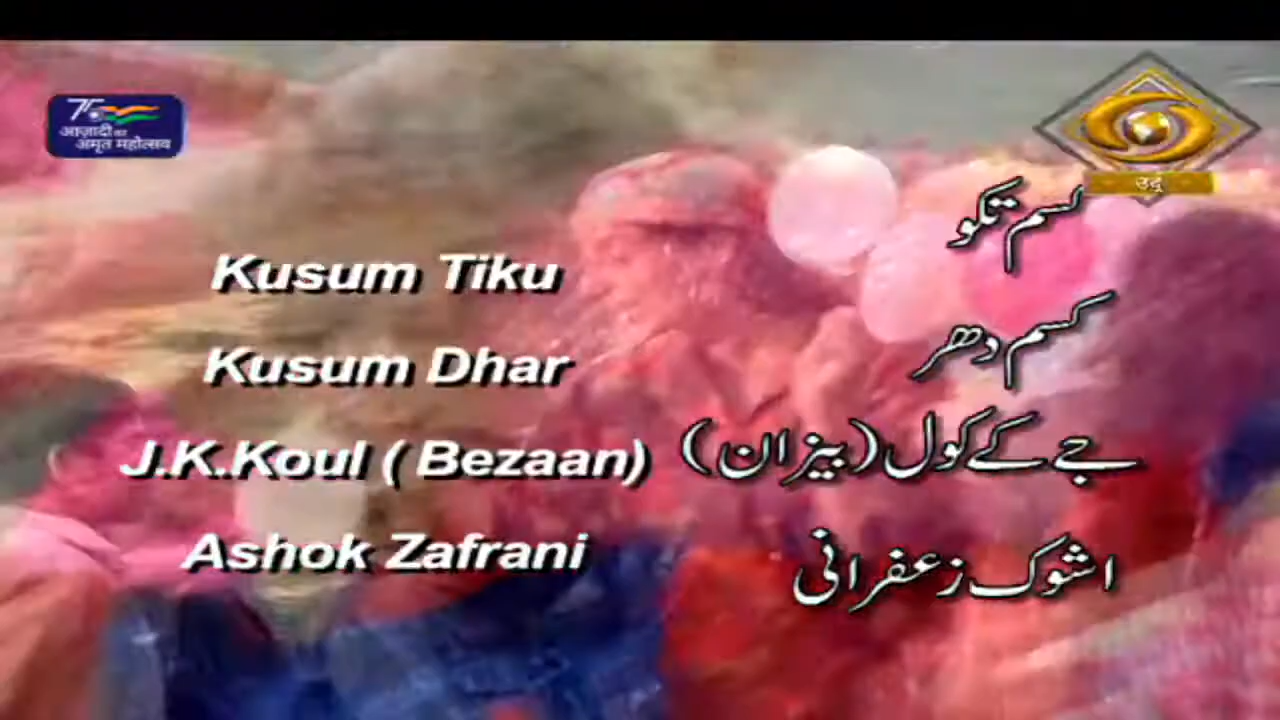 75
आज़ादी का
अमृत महोत्सव
उर्दू
Kusum Tiku
کسم تکو
Kusum Dhar
کسم دھر
J.K.Koul ( Bezaan)
جے کے کول (بیزان)
Ashok Zafrani
اشوک زعفرانی